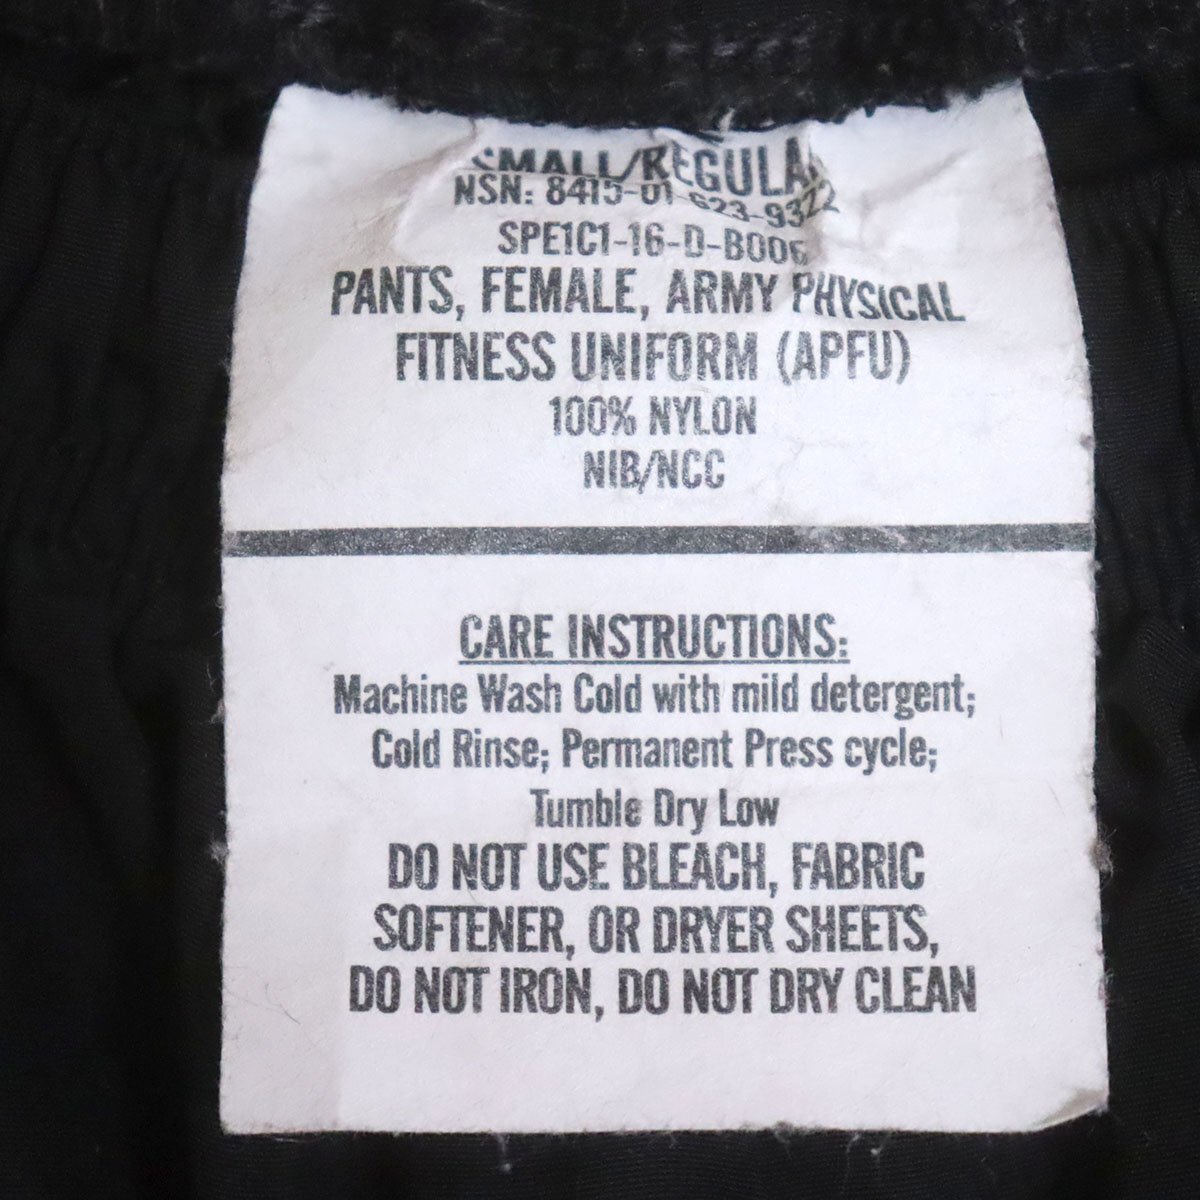 SMALL/REGULAR
NSN: 8415-01-623-9322
SPE1C1-16-D-B006
PANTS, FEMALE, ARMY PHYSICAL
FITNESS UNIFORM (APFU)
100% NYLON
NIB/NCC
CARE INSTRUCTIONS:
Machine Wash Cold with mild detergent;
Cold Rinse; Permanent Press cycle;
Tumble Dry Low
DO NOT USE BLEACH, FABRIC
SOFTENER, OR DRYER SHEETS,
DO NOT IRON, DO NOT DRY CLEAN